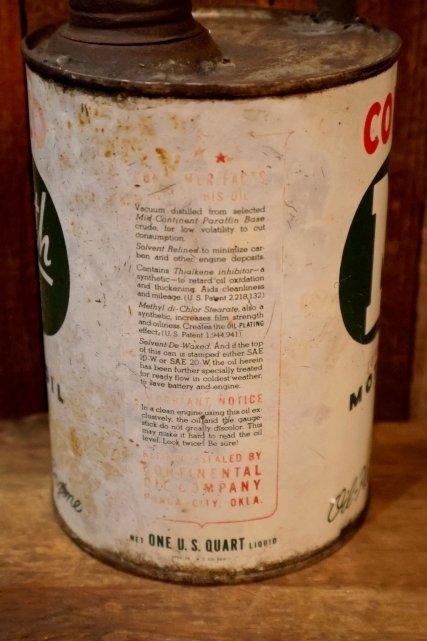 CO
th
CONSUMER FACTS
THIS OIL
Vacuum distilled from selected
Mid-Continent Paraffin Base
crude, for low volatility to cut
consumption.
Solvent Refined to minimize car-
bon and other engine deposits.
Contains Thialkene inhibitor—a
synthetic—to retard oil oxidation
and thickening. Aids cleanliness
and mileage. (U. S. Patent 2,218,132)
Methyl di-Chlor Stearate, also a
synthetic, increases film strength
and oiliness. Creates the OIL PLATING
effect. (U. S. Patent 1,944,941)
Solvent-De-Waxed. And if the top
of this can is stamped either SAE
10-W or SAE 20-W, the oil herein
has been further specially treated
for ready flow in coldest weather,
to save battery and engine.
IMPORTANT NOTICE
In a clean engine using this oil ex-
clusively, the oil and the gauge-
stick do not greatly discolor. This
may make it hard to read the oil
level. Look twice! Be sure!
SEALED BY
CONTINENTAL
OIL COMPANY
PONCA CITY, OKLA.
OIL
MO
NET ONE U. S. QUART LIQUID